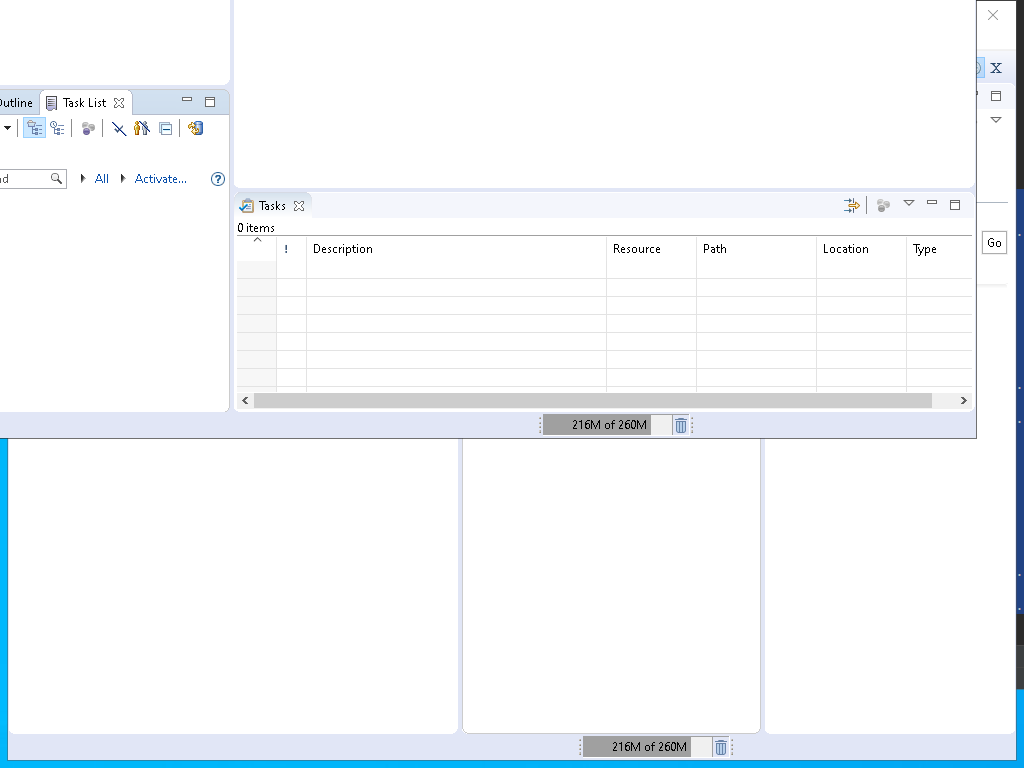 Outline
Task List
All
Activate...
Tasks
0 items
! Description Resource Path Location Type
216M of 260M
X
Go
216M of 260M